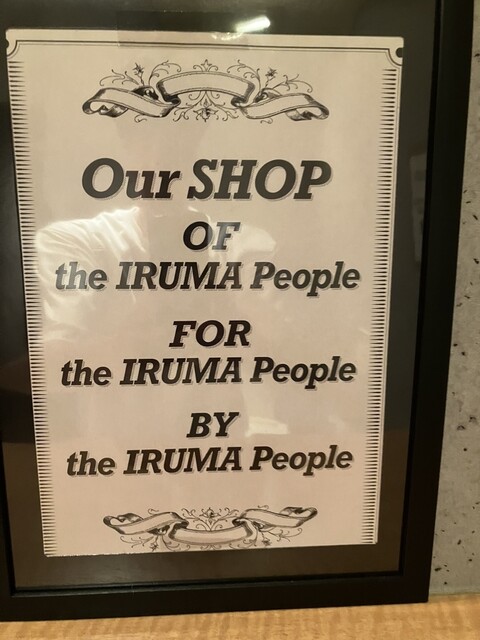 Our SHOP
OF
the IRUMA People
FOR
the IRUMA People
BY
the IRUMA People